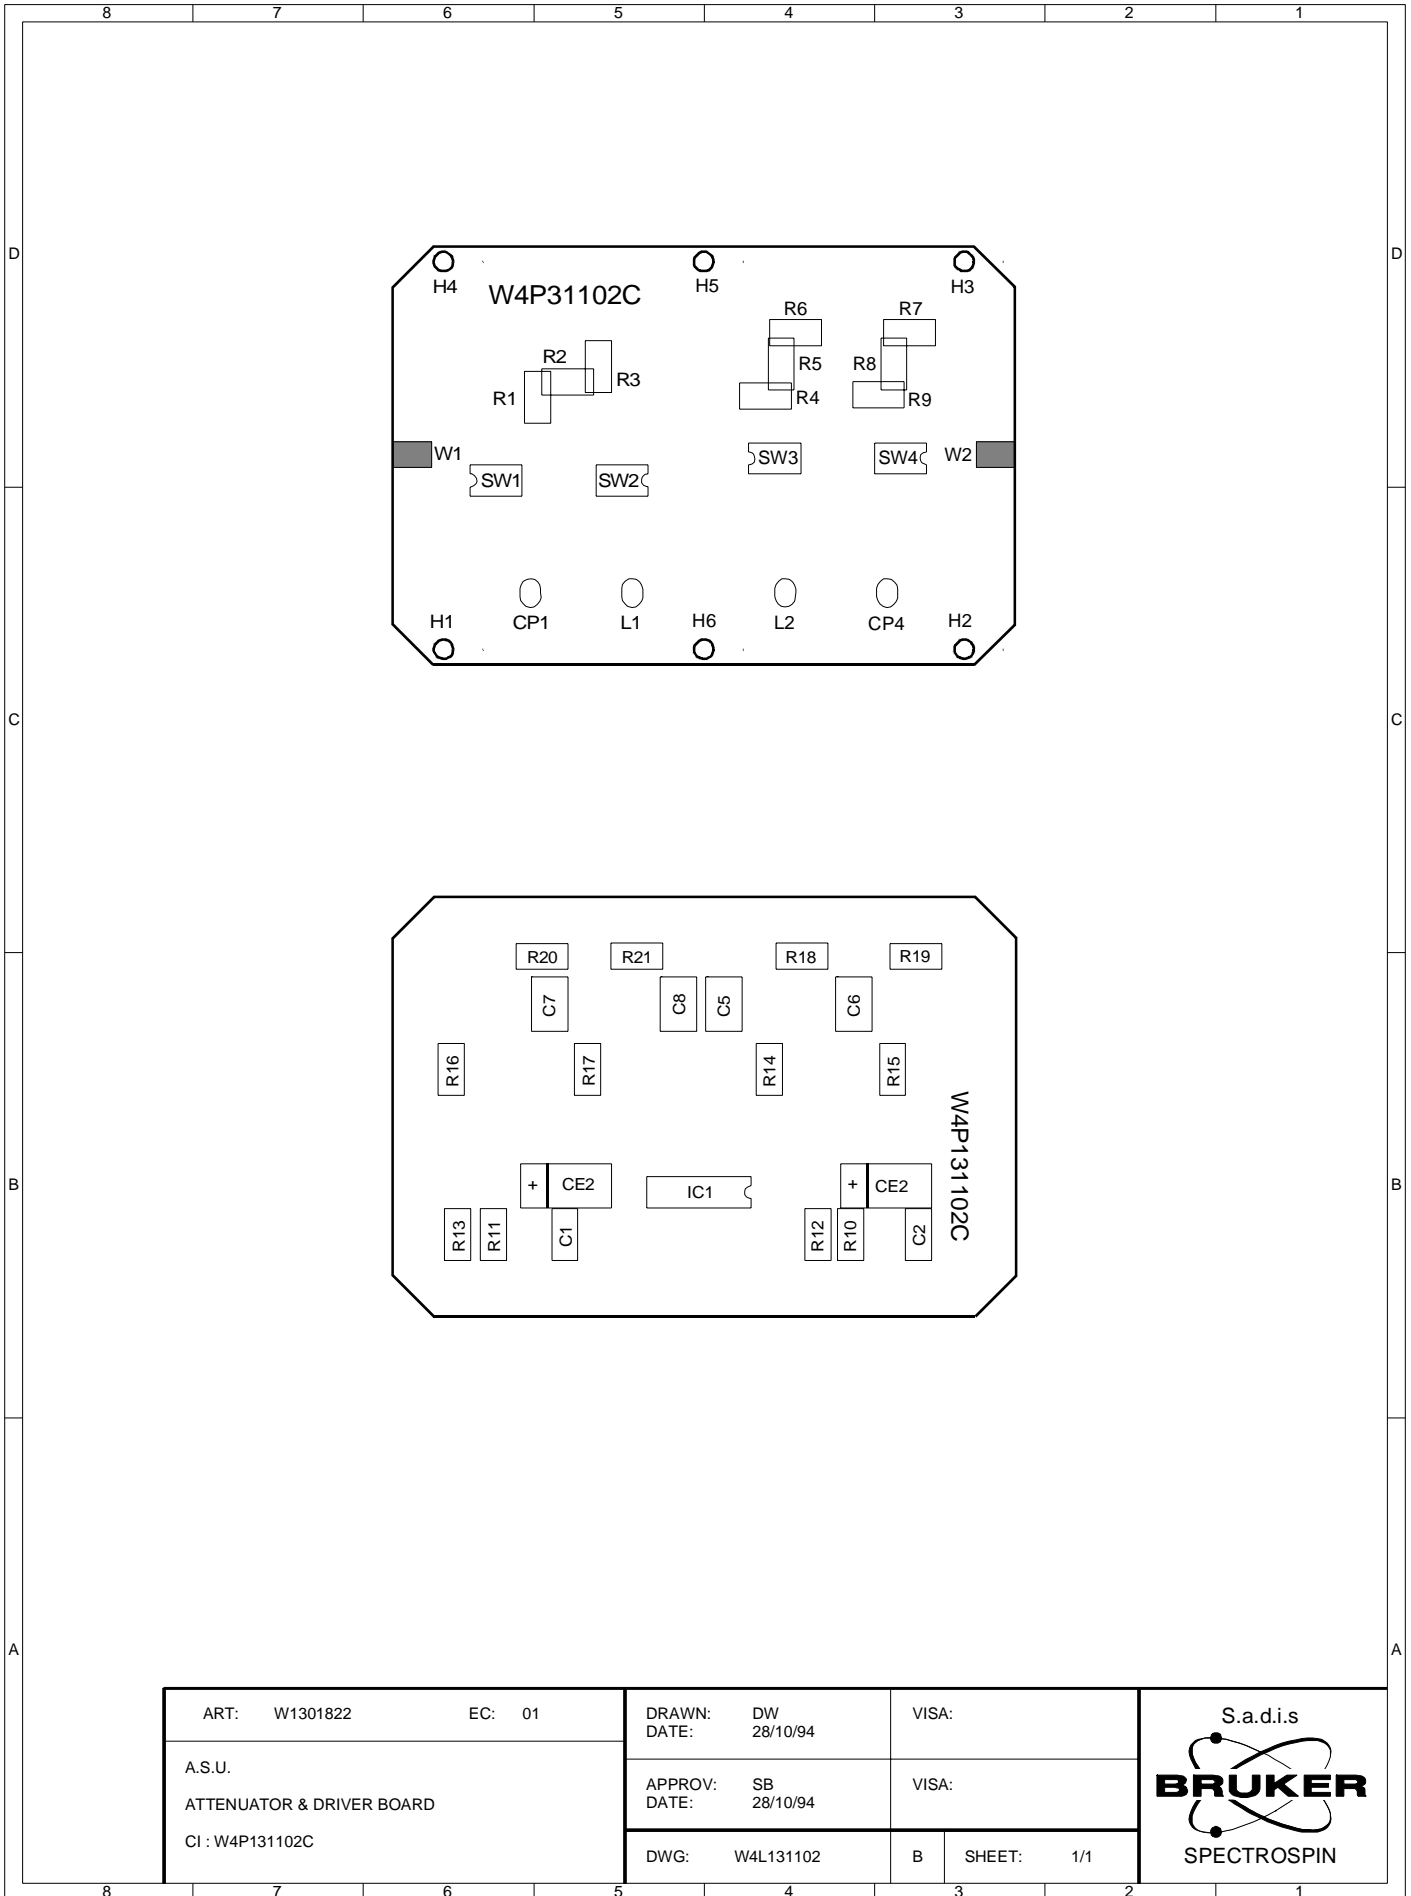 8 7 6 5 4 3 2 1
D D
H4 H5 H3
W4P31102C
R6 R7
R2 R5 R8
R3
R1 R4 R9
W1 SW3 SW4 W2
SW1 SW2
H1 CP1 L1 H6 L2 CP4 H2
C C
R20 R21 R18 R19
C7 C8 C5 C6
R16 R17 R14 R15
W4P131102C
B B
+ CE2 IC1 + CE2
R13 R11 C1 R12 R10 C2
A A
ART: W1301822 EC: 01
A.S.U.
ATTENUATOR & DRIVER BOARD
CI : W4P131102C
DRAWN: DW
DATE: 28/10/94
VISA:
APPROV: SB
DATE: 28/10/94
VISA:
DWG: W4L131102 B SHEET: 1/1
S.a.d.i.s
BRUKER
SPECTROSPIN
8 7 6 5 4 3 2 1